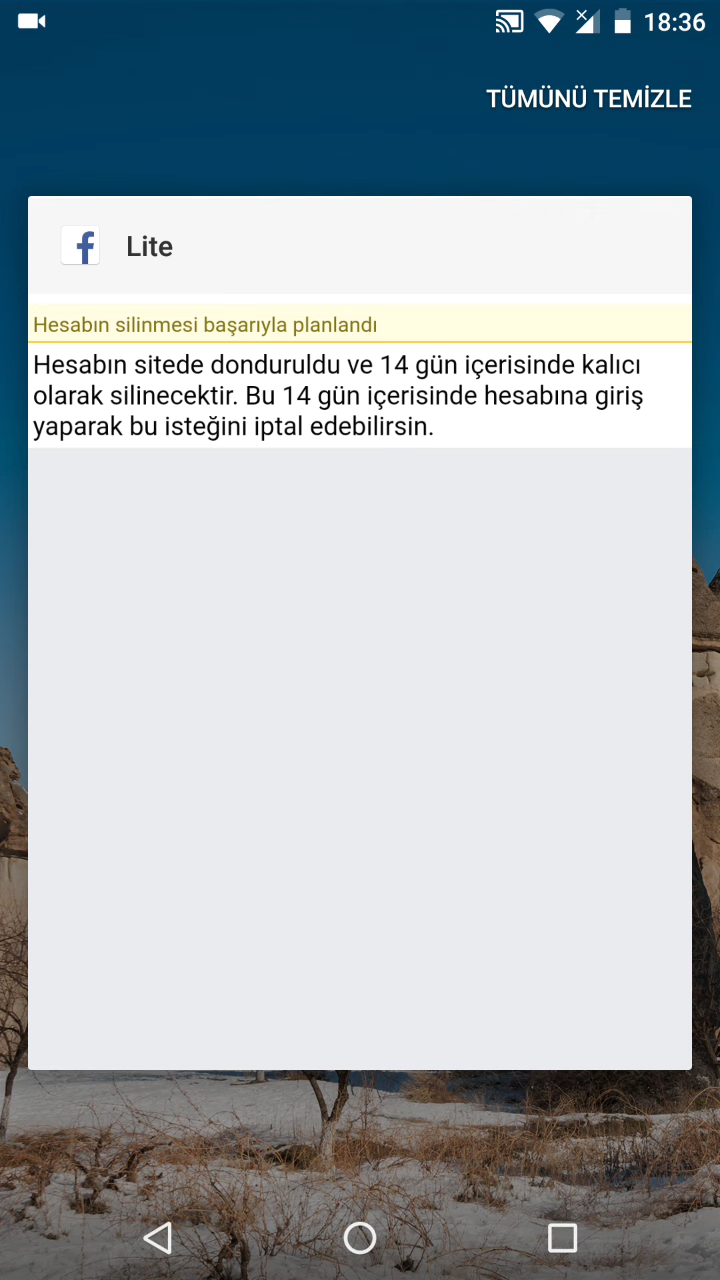 18:36
TÜMÜNÜ TEMİZLE
Lite
Hesabın silinmesi başarıyla planlandı
Hesabın sitede donduruldu ve 14 gün içerisinde kalıcı
olarak silinecektir. Bu 14 gün içerisinde hesabına giriş
yaparak bu isteğini iptal edebilirsin.